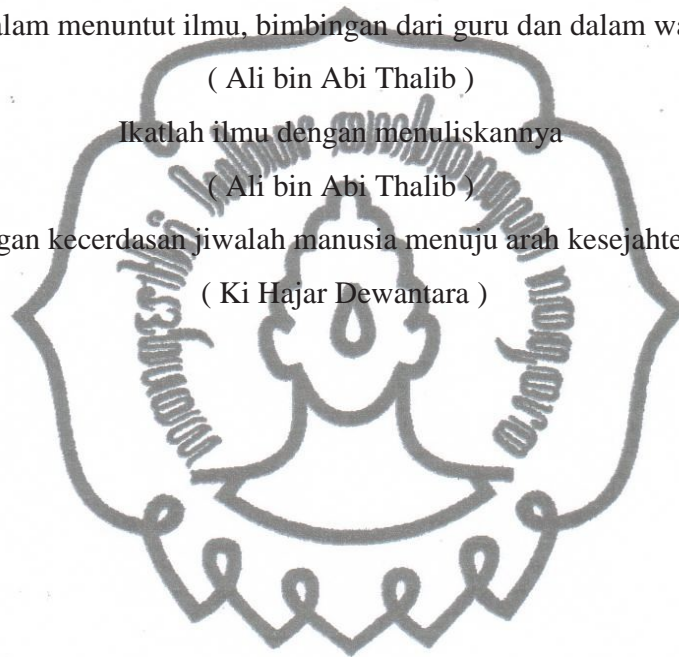 alam menuntut ilmu, bimbingan dari guru dan dalam wa
( Ali bin Abi Thalib )
Ikatlah ilmu dengan menuliskannya
( Ali bin Abi Thalib )
gan kecerdasan jiwalah manusia menuju arah kesejahte
( Ki Hajar Dewantara )